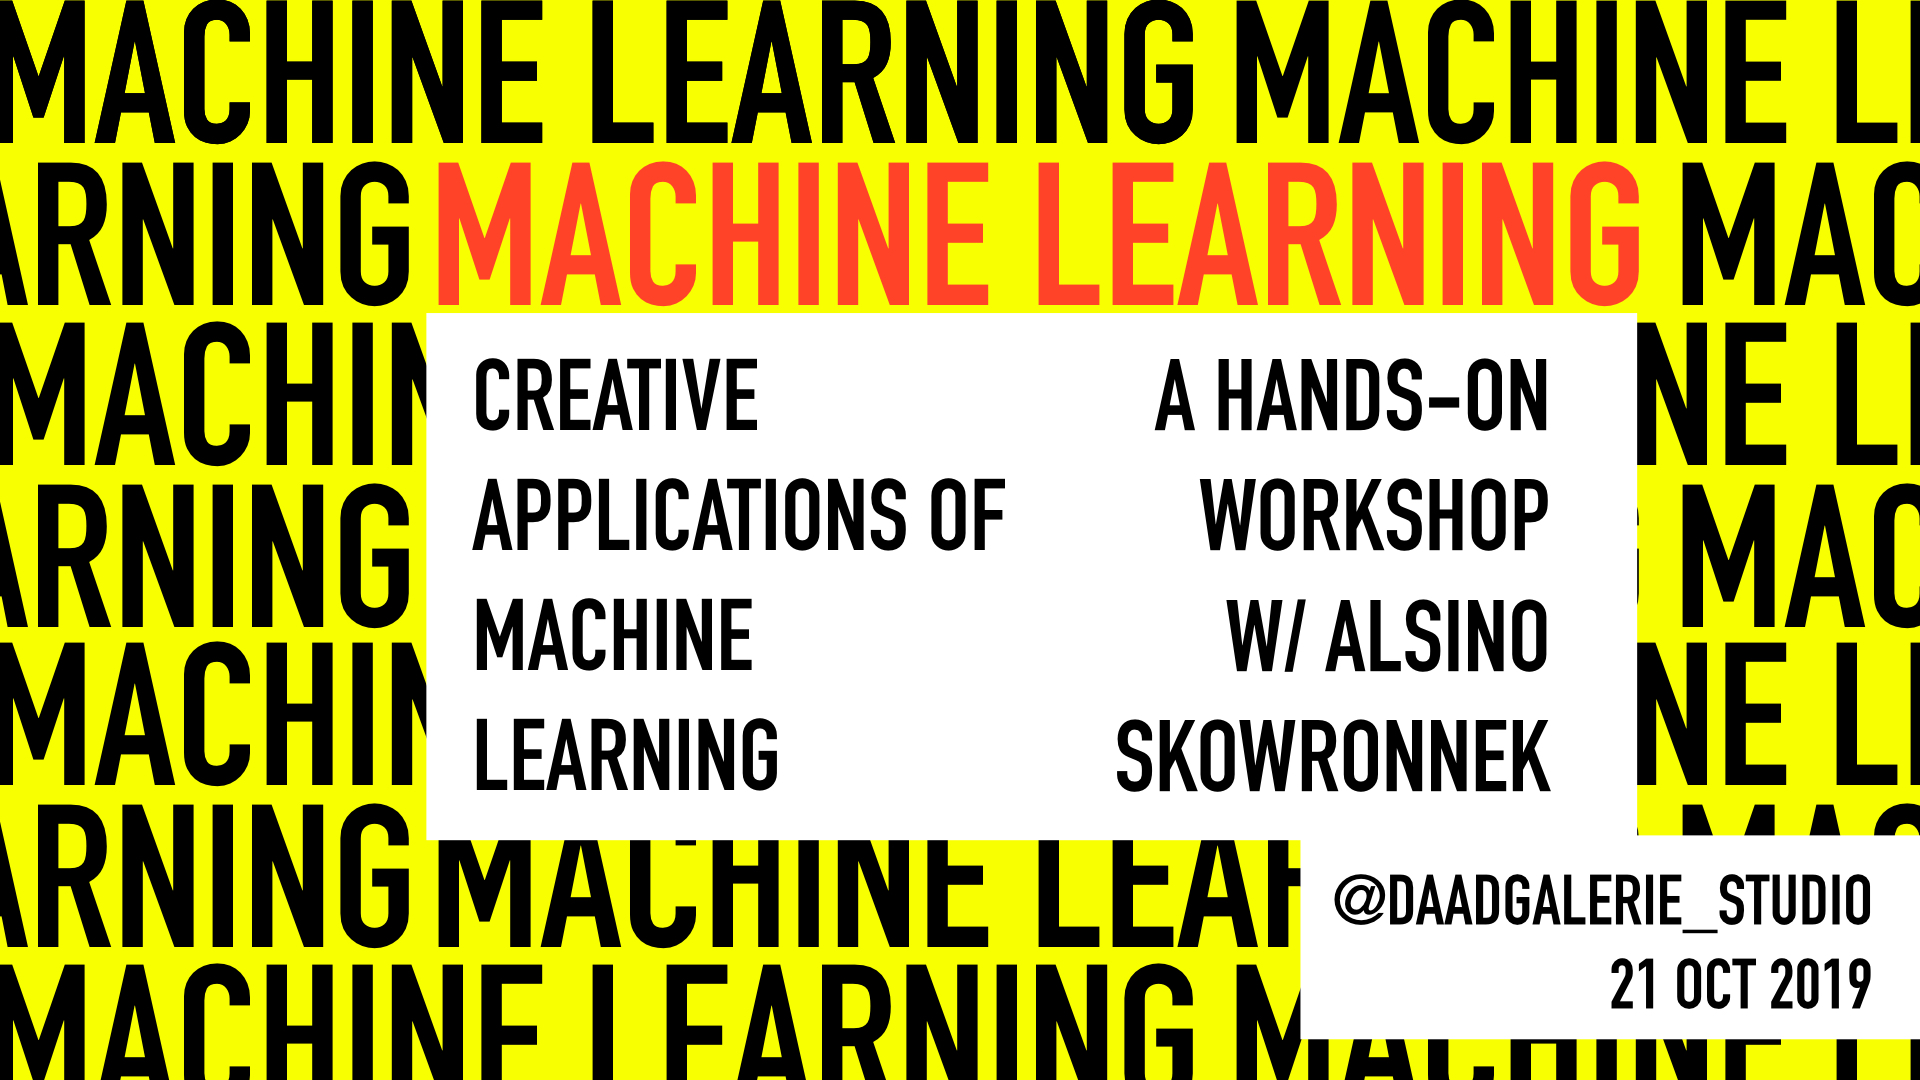 MACHINE LEARNING MACHINE L
ARNING MACHINE LEARNING MAC
MACHIN NE L
ARNING MAC
MACHIN NE L
ARNING MACHINE LEAR
MACHINE LEARNING MACHINE L
CREATIVE
APPLICATIONS OF
MACHINE
LEARNING
A HANDS-ON
WORKSHOP
W/ ALSINO
SKOWRONNEK
@DAADGALERIE_STUDIO
21 OCT 2019